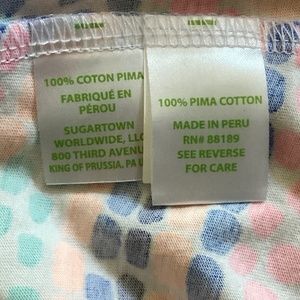 100% COTON PIMA
FABRIQUÉ EN
PÉROU
SUGARTOWN
WORLDWIDE, LLC
800 THIRD AVENU
KING OF PRUSSIA, PA U
100% PIMA COTTON
MADE IN PERU
RN# 88189
SEE REVERSE
FOR CARE